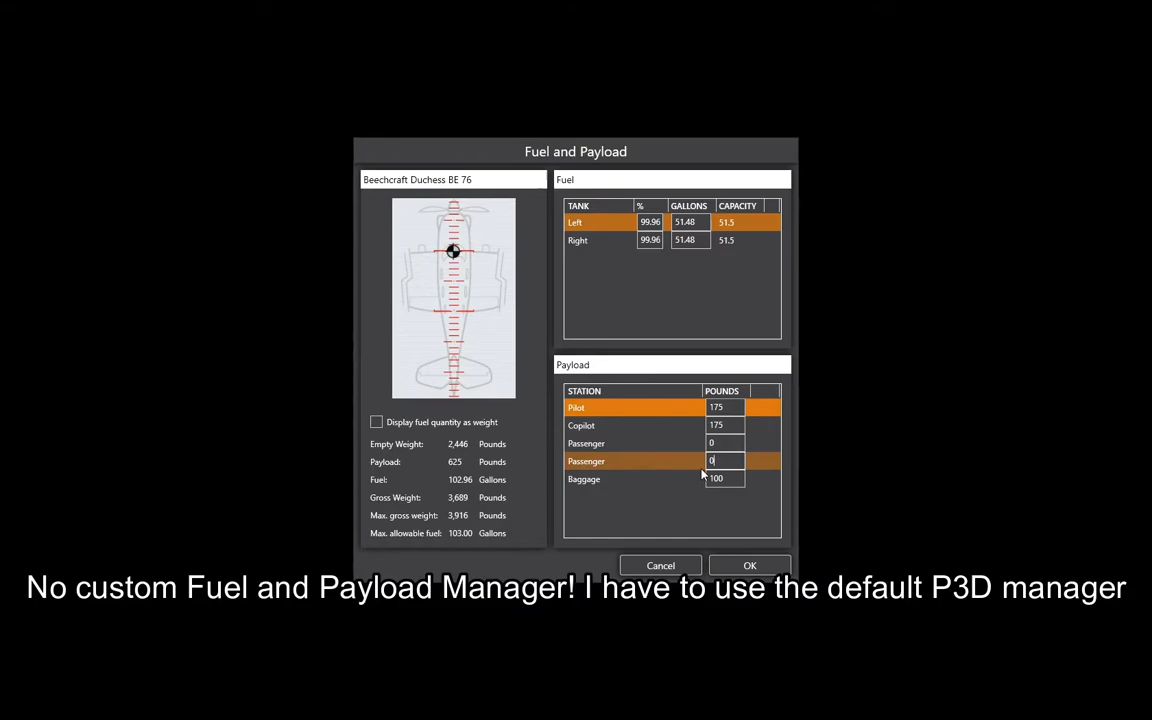 Fuel and Payload
Beechcraft Duchess BE 76
Display fuel quantity as weight
Empty Weight: 2,446 Pounds
Payload: 625 Pounds
Fuel: 102.96 Gallons
Gross Weight: 3,689 Pounds
Max. gross weight: 3,916 Pounds
Max. allowable fuel: 103.00 Gallons
Fuel
TANK % GALLONS CAPACITY
Left 99.96 51.48 51.5
Right 99.96 51.48 51.5
Payload
STATION POUNDS
Pilot 175
Copilot 175
Passenger 0
Passenger 0
Baggage 100
Cancel OK
No custom Fuel and Payload Manager! I have to use the default P3D manager